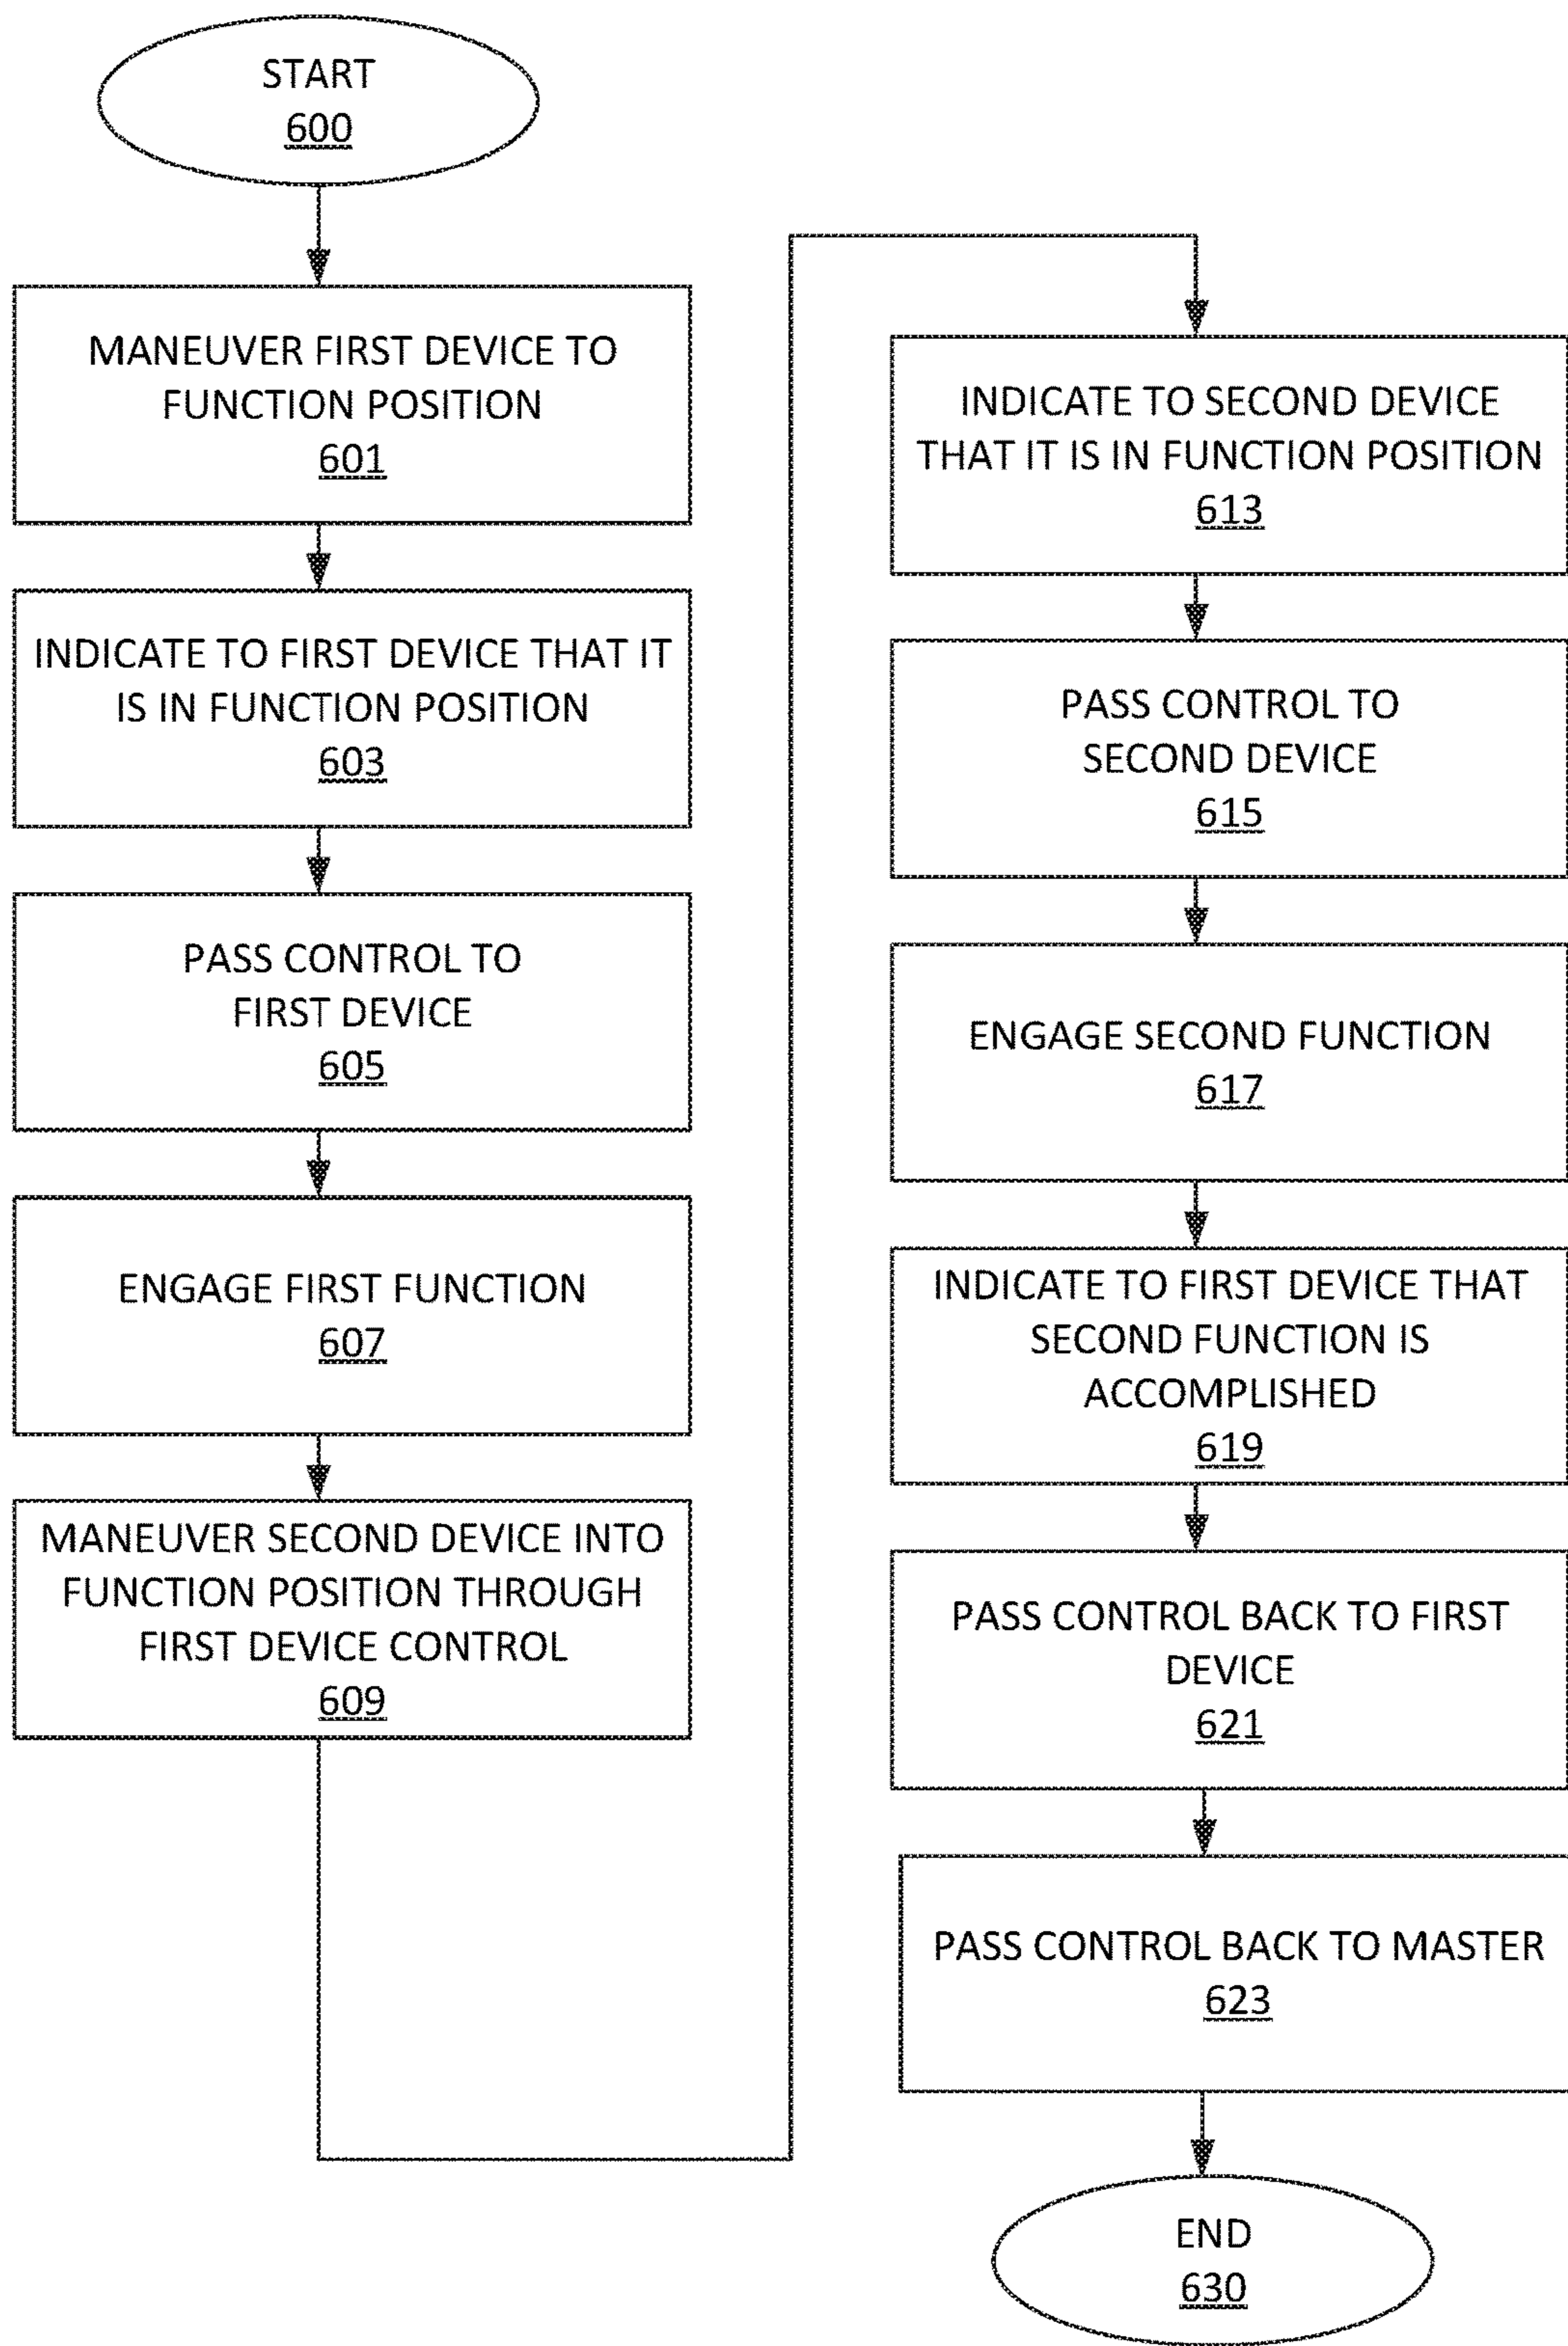 START
600
MANEUVER FIRST DEVICE TO
FUNCTION POSITION
601
INDICATE TO FIRST DEVICE THAT IT
IS IN FUNCTION POSITION
603
PASS CONTROL TO
FIRST DEVICE
605
ENGAGE FIRST FUNCTION
607
MANEUVER SECOND DEVICE INTO
FUNCTION POSITION THROUGH
FIRST DEVICE CONTROL
609
INDICATE TO SECOND DEVICE
THAT IT IS IN FUNCTION POSITION
613
PASS CONTROL TO
SECOND DEVICE
615
ENGAGE SECOND FUNCTION
617
INDICATE TO FIRST DEVICE THAT
SECOND FUNCTION IS
ACCOMPLISHED
619
PASS CONTROL BACK TO FIRST
DEVICE
621
PASS CONTROL BACK TO MASTER
623
END
630